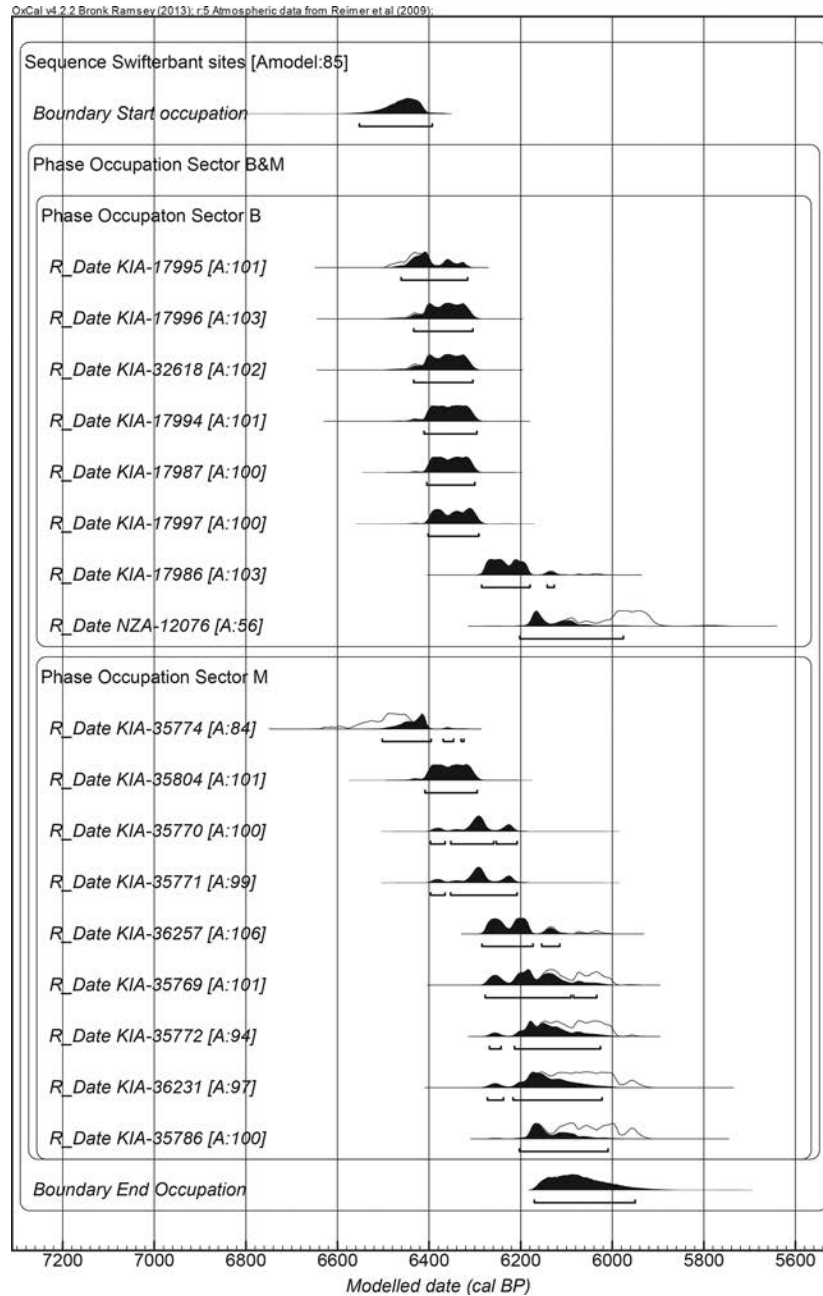 OxCal v4.2.2 Bronk Ramsey (2013); r:5 Atmospheric data from Reimer et al (2009);
Sequence Swifterbant sites [Amodel:85]
Boundary Start occupation
Phase Occupation Sector B&M
Phase Occupaton Sector B
R_Date KIA-17995 [A:101]
R_Date KIA-17996 [A:103]
R_Date KIA-32618 [A:102]
R_Date KIA-17994 [A:101]
R_Date KIA-17987 [A:100]
R_Date KIA-17997 [A:100]
R_Date KIA-17986 [A:103]
R_Date NZA-12076 [A:56]
Phase Occupation Sector M
R_Date KIA-35774 [A:84]
R_Date KIA-35804 [A:101]
R_Date KIA-35770 [A:100]
R_Date KIA-35771 [A:99]
R_Date KIA-36257 [A:106]
R_Date KIA-35769 [A:101]
R_Date KIA-35772 [A:94]
R_Date KIA-36231 [A:97]
R_Date KIA-35786 [A:100]
Boundary End Occupation
7200 7000 6800 6600 6400 6200 6000 5800 5600
Modelled date (cal BP)